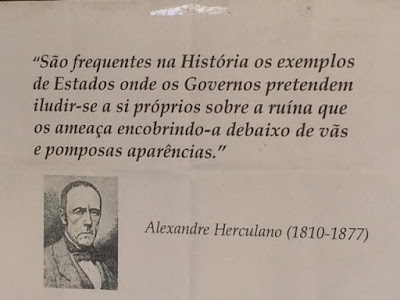 “São frequentes na História os exemplos
de Estados onde os Governos pretendem
iludir-se a si próprios sobre a ruína que
os ameaça encobrindo-a debaixo de vãs
e pomposas aparências.”
Alexandre Herculano (1810-1877)